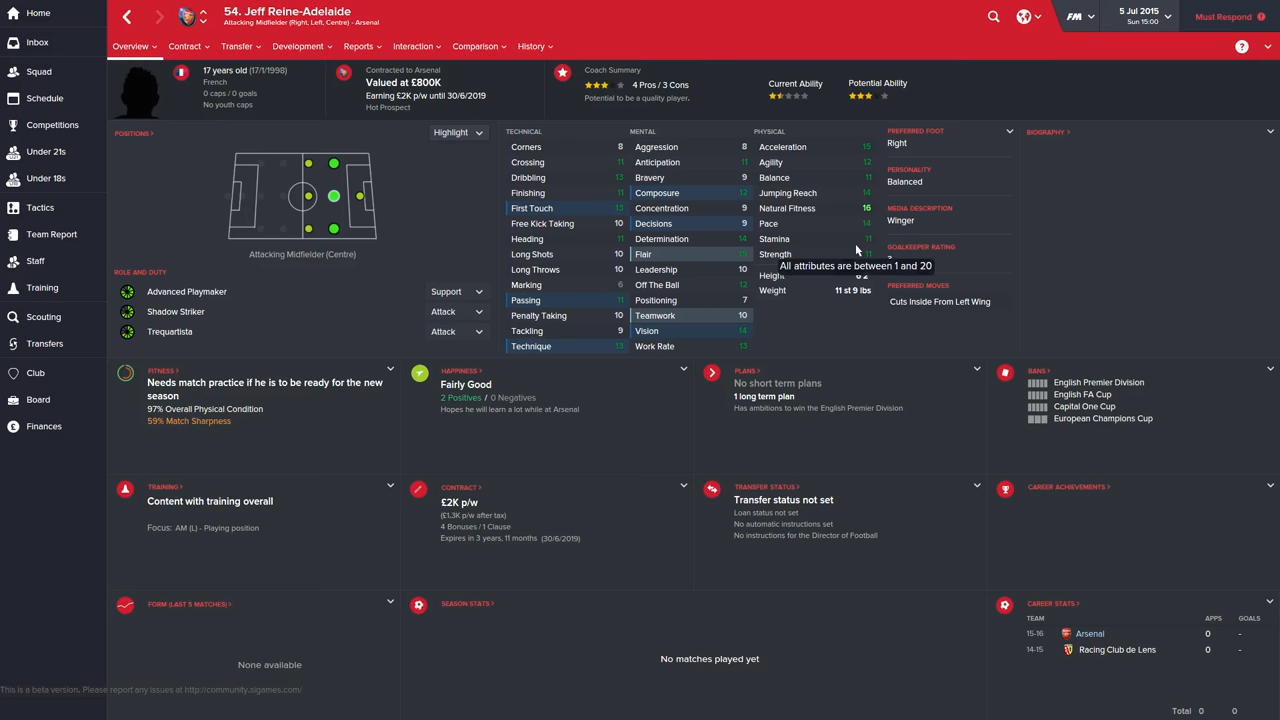 Home
Inbox
Squad
Schedule
Competitions
Under 21s
Under 18s
Tactics
Team Report
Staff
Training
Scouting
Transfers
Club
Board
Finances
54. Jeff Reine-Adelaide
Attacking Midfielder (Right, Left, Centre) - Arsenal
FM
5 Jul 2015
Sun 15:00
Must Respond
Overview
Contract
Transfer
Development
Reports
Interaction
Comparison
History
17 years old (17/1/1998)
French
0 caps / 0 goals
No youth caps
Contracted to Arsenal
Valued at £800K
Earning £2K p/w until 30/6/2019
Hot Prospect
Coach Summary
4 Pros / 3 Cons
Potential to be a quality player.
Current Ability
Potential Ability
POSITIONS >
Highlight
Attacking Midfielder (Centre)
ROLE AND DUTY
Advanced Playmaker Support
Shadow Striker Attack
Trequartista Attack
TECHNICAL
Corners 8
Crossing 11
Dribbling 13
Finishing 11
First Touch 13
Free Kick Taking 10
Heading 11
Long Shots 10
Long Throws 10
Marking 6
Passing 11
Penalty Taking 10
Tackling 9
Technique 13
MENTAL
Aggression 8
Anticipation 11
Bravery 9
Composure 12
Concentration 9
Decisions 9
Determination 14
Flair 15
Leadership 10
Off The Ball 12
Positioning 7
Teamwork 10
Vision 14
Work Rate 13
PHYSICAL
Acceleration 15
Agility 12
Balance 11
Jumping Reach 14
Natural Fitness 16
Pace 14
Stamina 11
Strength 11
All attributes are between 1 and 20
Weight 11 st 9 lbs
PREFERRED FOOT
Right
PERSONALITY
Balanced
MEDIA DESCRIPTION
Winger
GOALKEEPER RATING
PREFERRED MOVES
Cuts Inside From Left Wing
BIOGRAPHY >
FITNESS >
Needs match practice if he is to be ready for the new
season
97% Overall Physical Condition
59% Match Sharpness
HAPPINESS >
Fairly Good
2 Positives / 0 Negatives
Hopes he will learn a lot while at Arsenal
PLANS >
No short term plans
1 long term plan
Has ambitions to win the English Premier Division
BANS >
English Premier Division
English FA Cup
Capital One Cup
European Champions Cup
TRAINING >
Content with training overall
Focus: AM (L) - Playing position
CONTRACT >
£2K p/w
(£1,3K p/w after tax)
4 Bonuses / 1 Clause
Expires in 3 years, 11 months (30/6/2019)
TRANSFER STATUS >
Transfer status not set
Loan status not set
No automatic instructions set
No instructions for the Director of Football
CAREER ACHIEVEMENTS >
FORM (LAST 5 MATCHES) >
None available
SEASON STATS >
No matches played yet
CAREER STATS >
TEAM APPS GOALS
15-16 Arsenal 0 -
14-15 Racing Club de Lens 0 -
Total 0 0
This is a beta version. Please report any issues at http://community.sigames.com/